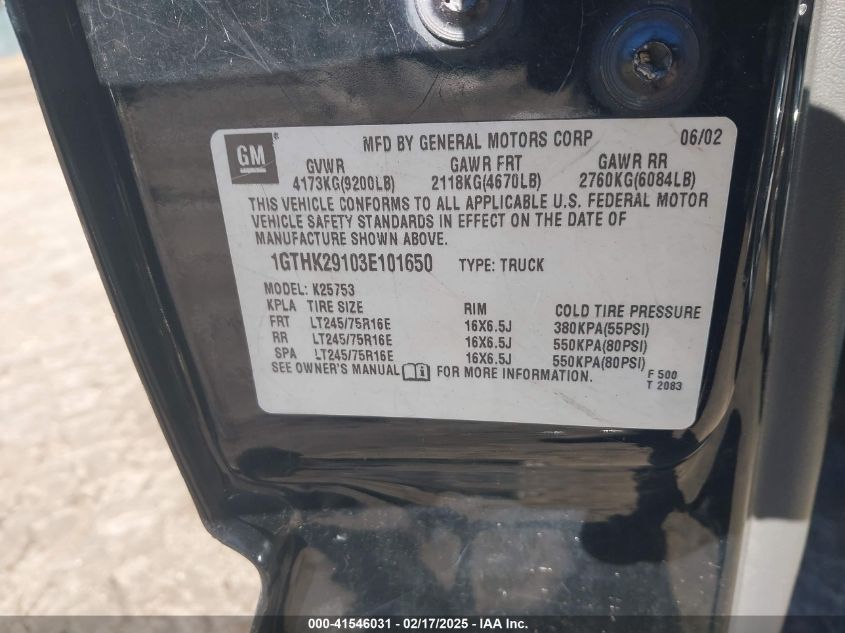 GM® MFD BY GENERAL MOTORS CORP 06/02
GVWR GAWR FRT GAWR RR
4173KG(9200LB) 2118KG(4670LB) 2760KG(6084LB)
THIS VEHICLE CONFORMS TO ALL APPLICABLE U.S. FEDERAL MOTOR
VEHICLE SAFETY STANDARDS IN EFFECT ON THE DATE OF
MANUFACTURE SHOWN ABOVE.
1GTHK29103E101650 TYPE: TRUCK
MODEL: K25753
KPLA TIRE SIZE RIM COLD TIRE PRESSURE
FRT LT245/75R16E 16X6.5J 380KPA(55PSI)
RR LT245/75R16E 16X6.5J 550KPA(80PSI)
SPA LT245/75R16E 16X6.5J 550KPA(80PSI)
SEE OWNER'S MANUAL FOR MORE INFORMATION. F 500
T 2083
000-41546031 - 02/17/2025 - IAA Inc.